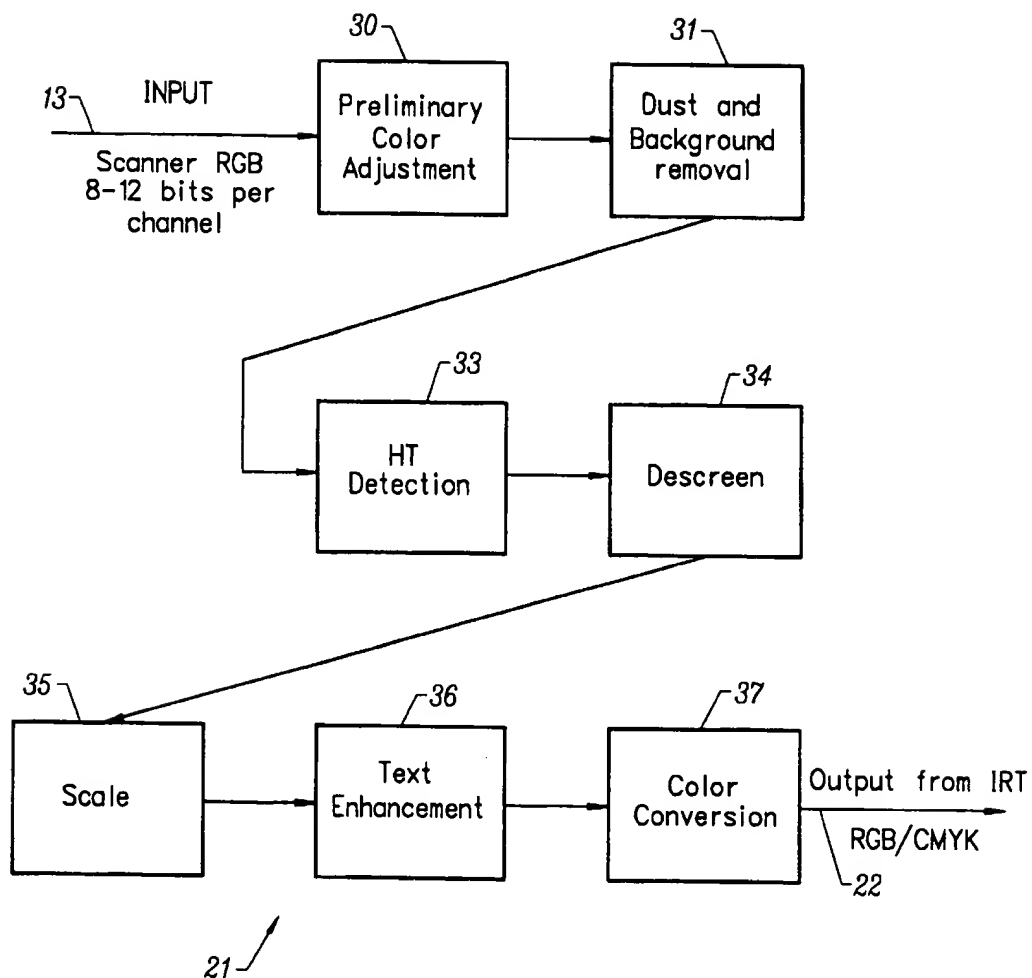 30
31
13
INPUT
Scanner RGB
8-12 bits per
channel
Preliminary
Color
Adjustment
Dust and
Background
removal
33
34
HT
Detection
Descreen
35
36
37
Scale
Text
Enhancement
Color
Conversion
Output from IRT
RGB/CMYK
22
21